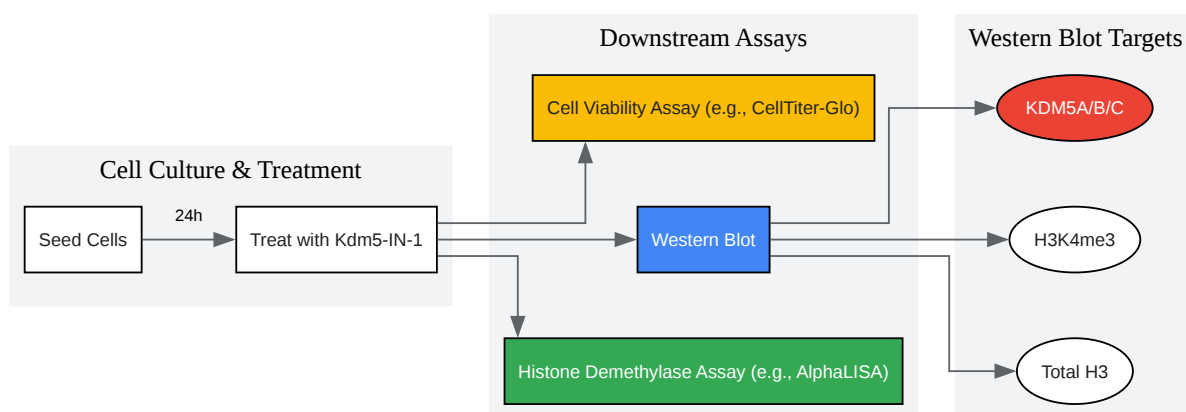 Cell Culture & Treatment
Seed Cells
24h
Treat with Kdm5-IN-1
Downstream Assays
Cell Viability Assay (e.g., CellTiter-Glo)
Western Blot
Histone Demethylase Assay (e.g., AlphaLISA)
Western Blot Targets
KDM5A/B/C
H3K4me3
Total H3